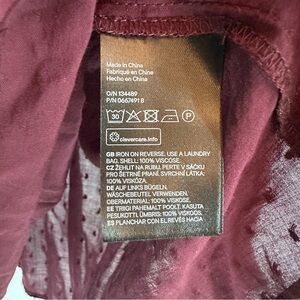 Made in China
Fabriqué en Chine
Hecho en China
O/N 134489
P/N 0667491 8
30
P
clevercare.info
GB IRON ON REVERSE. USE A LAUNDRY
BAG. SHELL: 100% VISCOSE.
CZ ŽEHLIT NA RUBU. PERTE V SÁČKU
PRO ŠETRNÉ PRANÍ. SVRCHNÍ LÁTKA:
100% VISKÓZA.
DE AUF LINKS BÜGELN.
WÄSCHEBEUTEL VERWENDEN.
OBERMATERIAL: 100% VISKOSE.
EE TRIIGI PAHEMALT POOLT. KASUTA
PESUKOTTI. ÜMBRIS: 100% VISKOOS.
ES PLANCHAR CON EL REVÉS HACIA